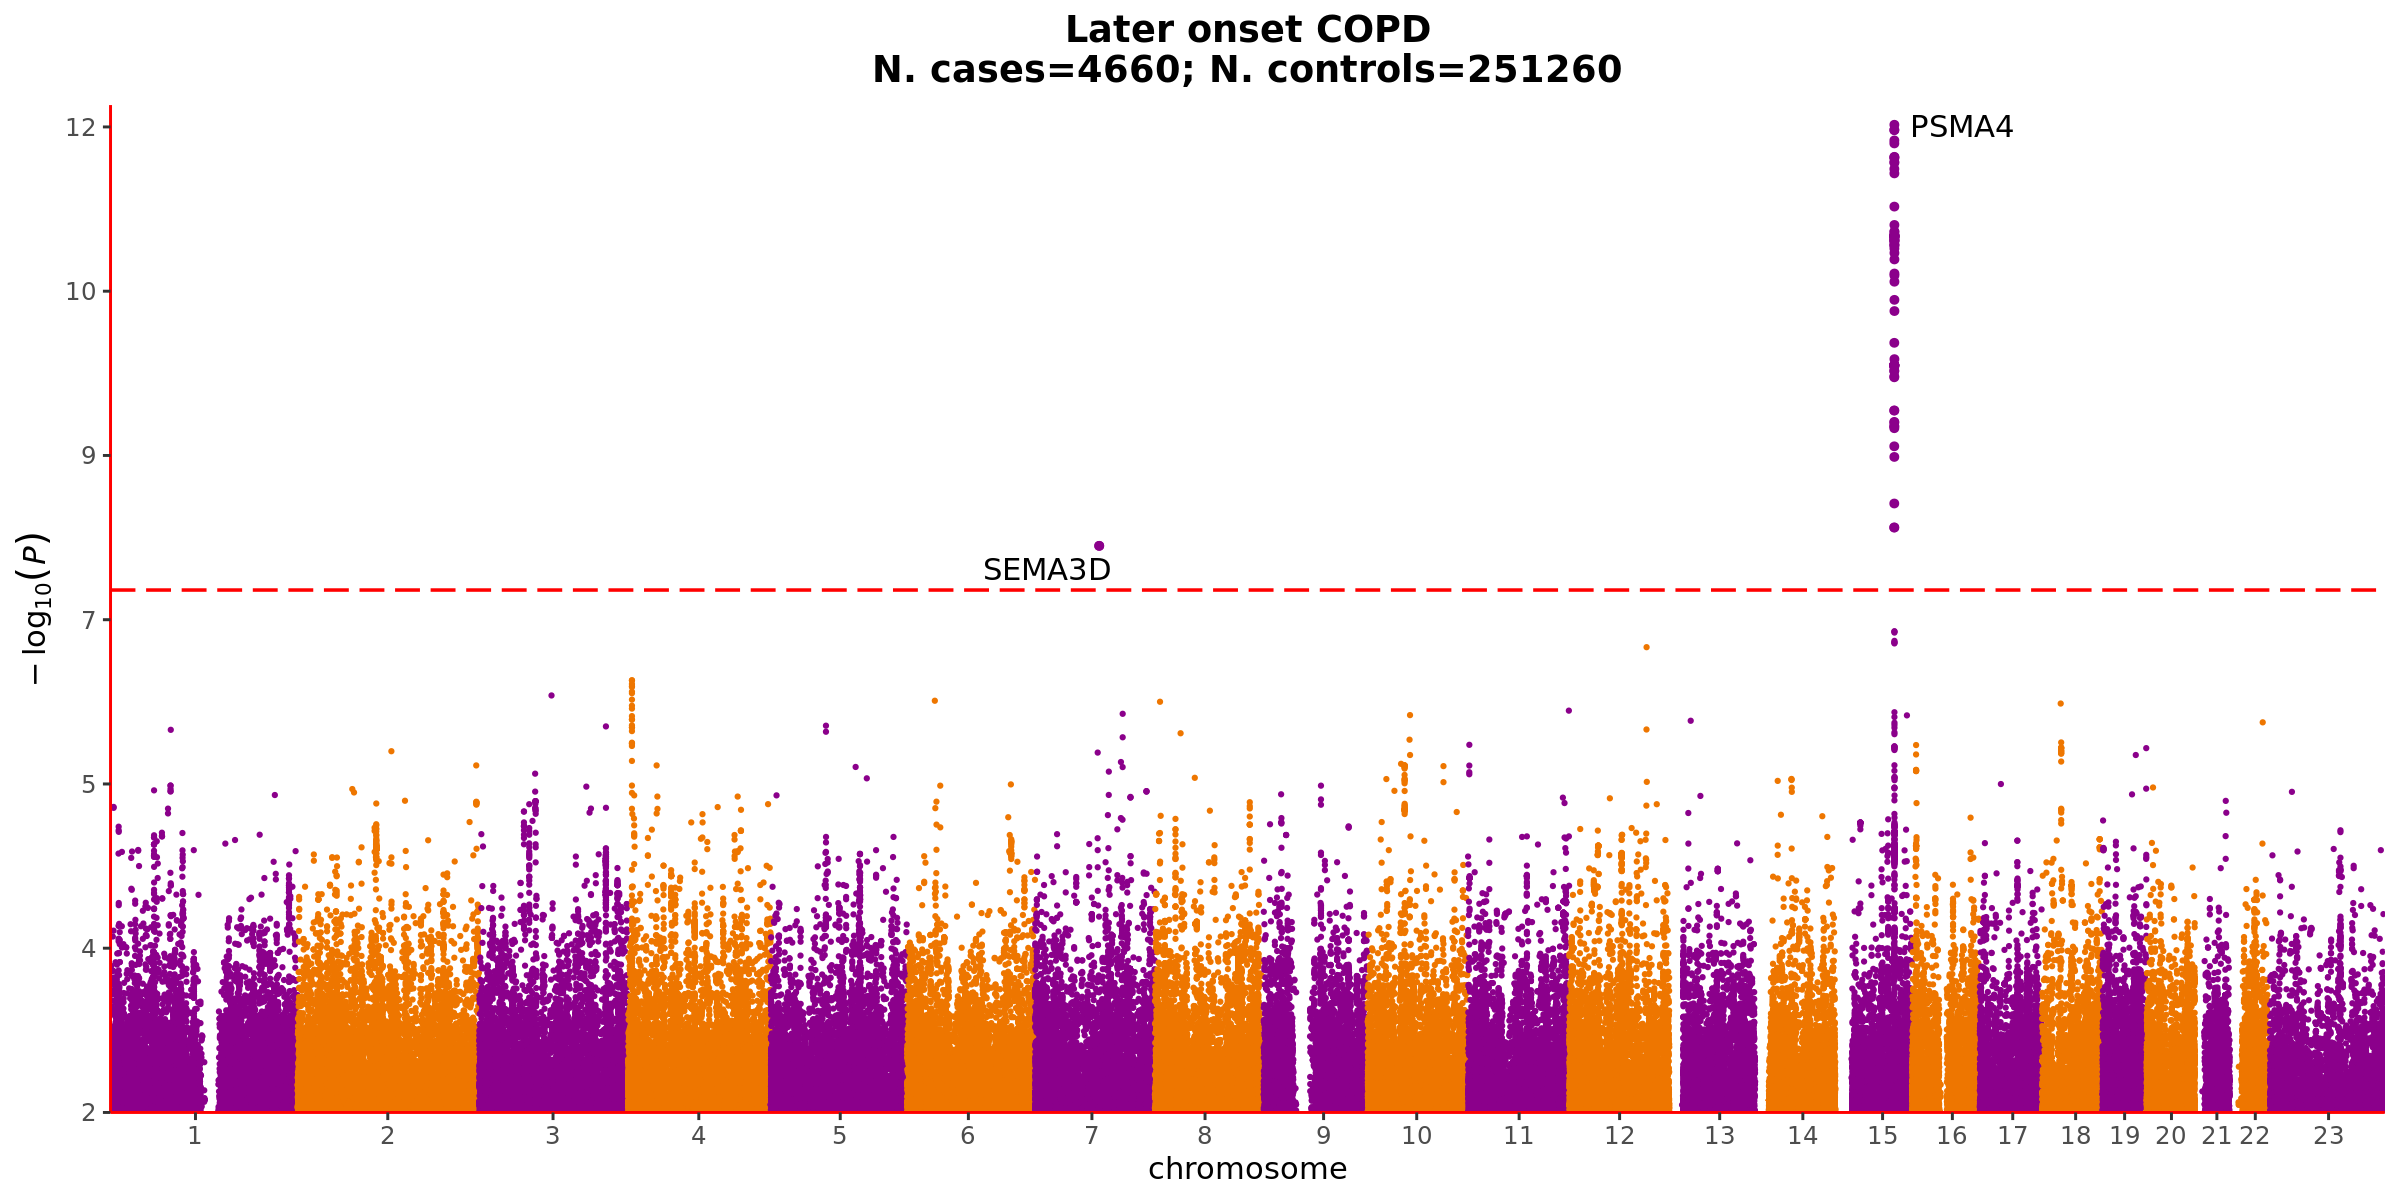 Later onset COPD
N. cases=4660; N. controls=251260
12
PSMA4
10
9
SEMA3D
7
5
4
2
− log10(P)
1 2 3 4 5 6 7 8 9 10 11 12 13 14 15 16 17 18 19 20 21 22 23
chromosome